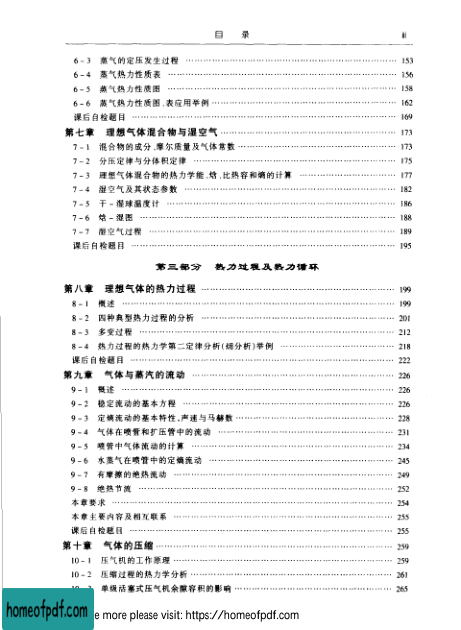 目 录 iii
6-3 蒸气的定压发生过程 …… 153
6-4 蒸气热力性质表 …… 156
6-5 蒸气热力性质图 …… 158
6-6 蒸气热力性质图、表应用举例 …… 162
课后自检题目 …… 169
第七章 理想气体混合物与湿空气 …… 173
7-1 混合物的成分、摩尔质量及气体常数 …… 173
7-2 分压定律与分体积定律 …… 175
7-3 理想气体混合物的热力学能、焓、比热容和熵的计算 …… 177
7-4 湿空气及其状态参数 …… 182
7-5 干-湿球温度计 …… 186
7-6 焓-湿图 …… 188
7-7 湿空气过程 …… 189
课后自检题目 …… 195
第三部分 热力过程及热力循环
第八章 理想气体的热力过程 …… 199
8-1 概述 …… 199
8-2 四种典型热力过程的分析 …… 201
8-3 多变过程 …… 212
8-4 热力过程的热力学第二定律分析(㶲分析)举例 …… 218
课后自检题目 …… 222
第九章 气体与蒸汽的流动 …… 226
9-1 概述 …… 226
9-2 稳定流动的基本方程 …… 226
9-3 定熵流动的基本特性、声速与马赫数 …… 228
9-4 气体在喷管和扩压管中的流动 …… 231
9-5 喷管中气体流动的计算 …… 234
9-6 水蒸气在喷管中的定熵流动 …… 245
9-7 有摩擦的绝热流动 …… 249
9-8 绝热节流 …… 252
本章要求 …… 254
本章主要内容及相互联系 …… 255
课后自检题目 …… 255
第十章 气体的压缩 …… 259
10-1 压气机的工作原理 …… 259
10-2 压缩过程的热力学分析 …… 261
单级活塞式压气机余隙容积的影响 …… 265
homeofpdf.com
e more please visit: https://homeofpdf.com